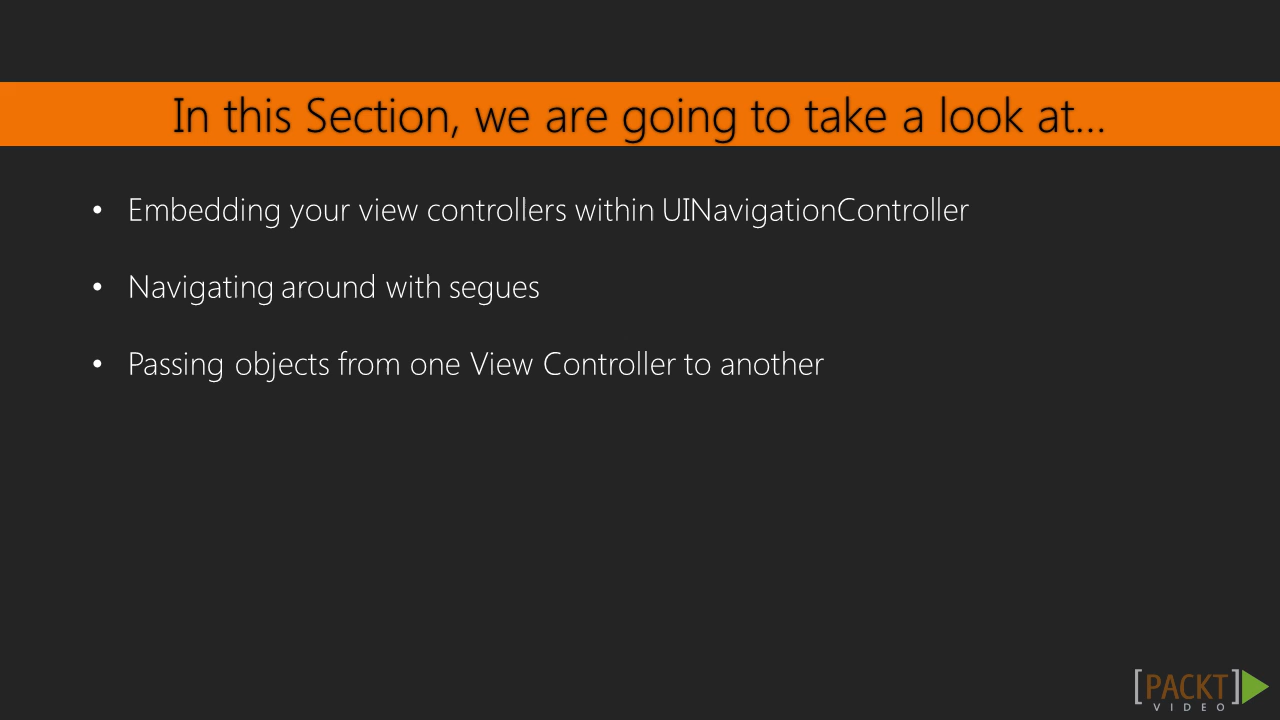 In this Section, we are going to take a look at...
• Embedding your view controllers within UINavigationController
• Navigating around with segues
• Passing objects from one View Controller to another
[PACKT]
VIDEO